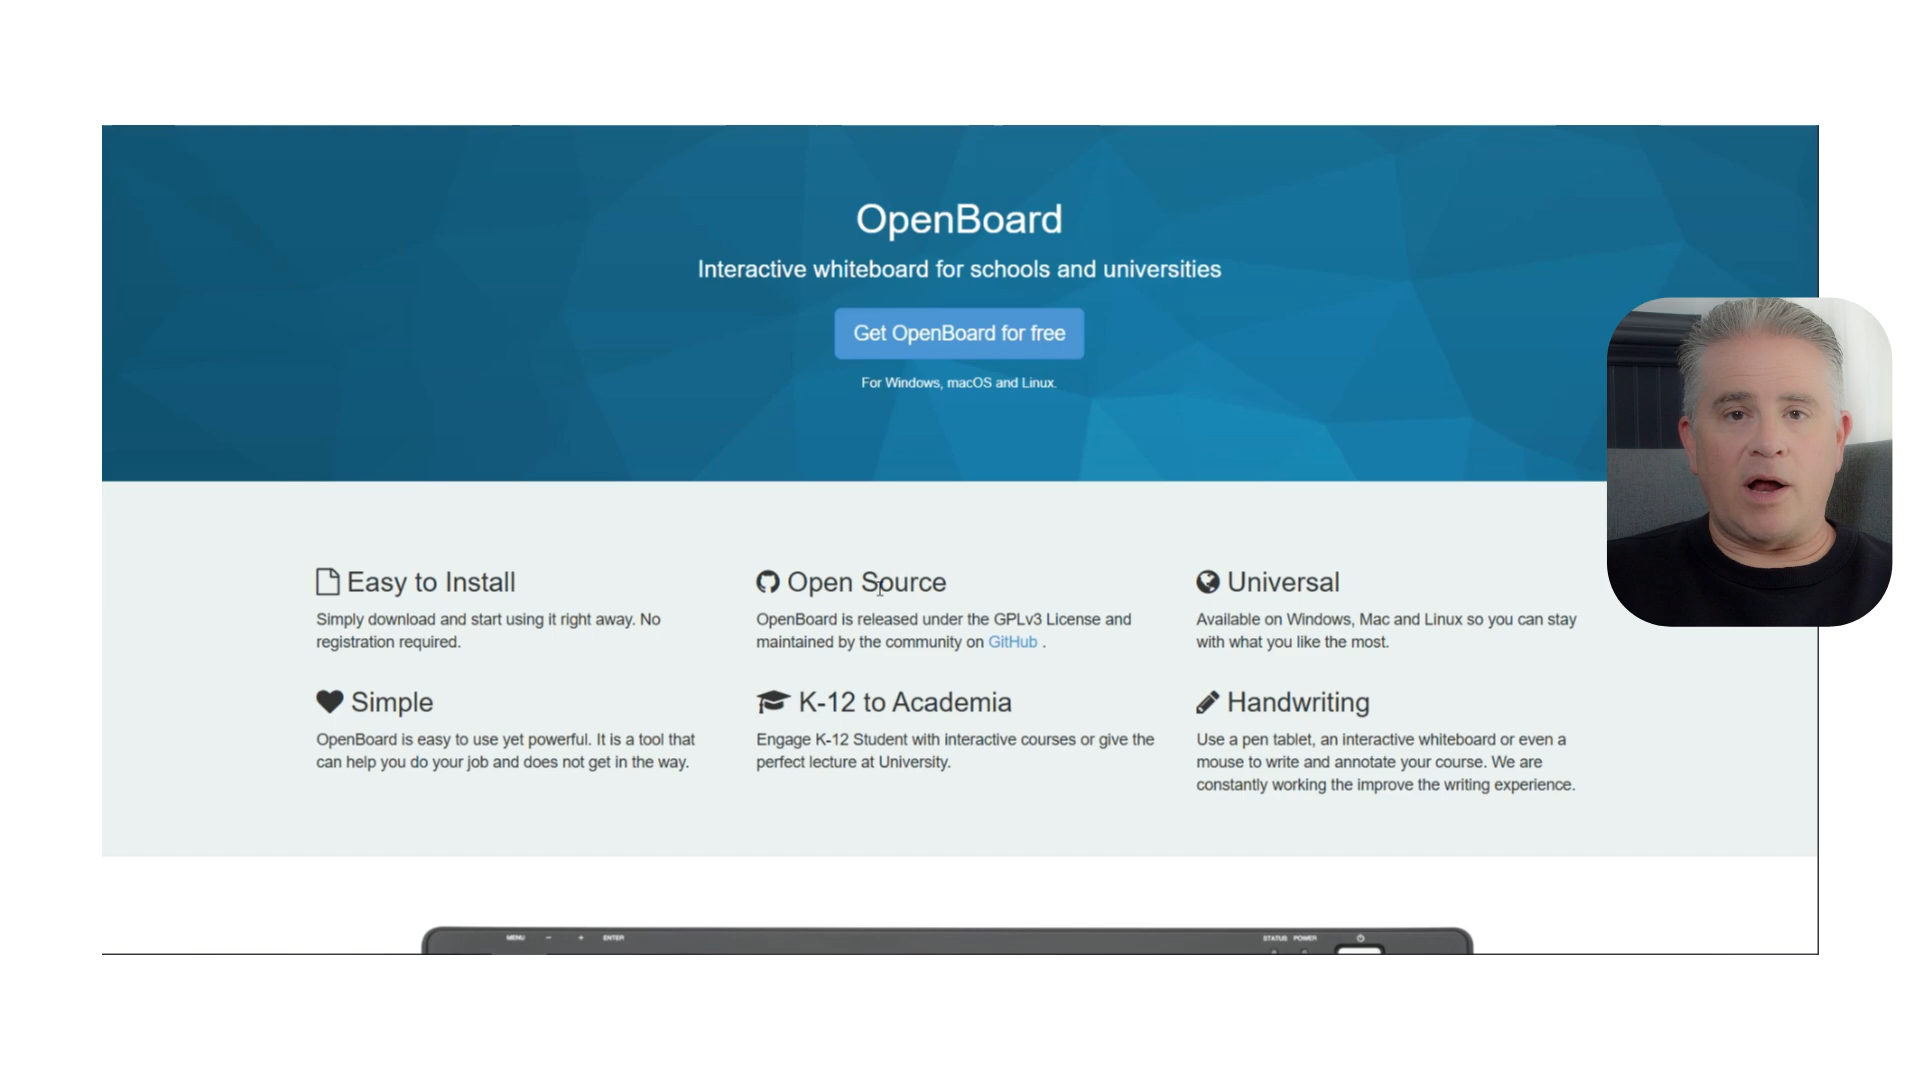 OpenBoard
Interactive whiteboard for schools and universities
Get OpenBoard for free
For Windows, macOS and Linux.
Easy to Install
Simply download and start using it right away. No
registration required.
Open Source
OpenBoard is released under the GPLv3 License and
maintained by the community on GitHub .
Universal
Available on Windows, Mac and Linux so you can stay
with what you like the most.
Simple
OpenBoard is easy to use yet powerful. It is a tool that
can help you do your job and does not get in the way.
K-12 to Academia
Engage K-12 Student with interactive courses or give the
perfect lecture at University.
Handwriting
Use a pen tablet, an interactive whiteboard or even a
mouse to write and annotate your course. We are
constantly working the improve the writing experience.
MENU - + ENTER
STATUS POWER